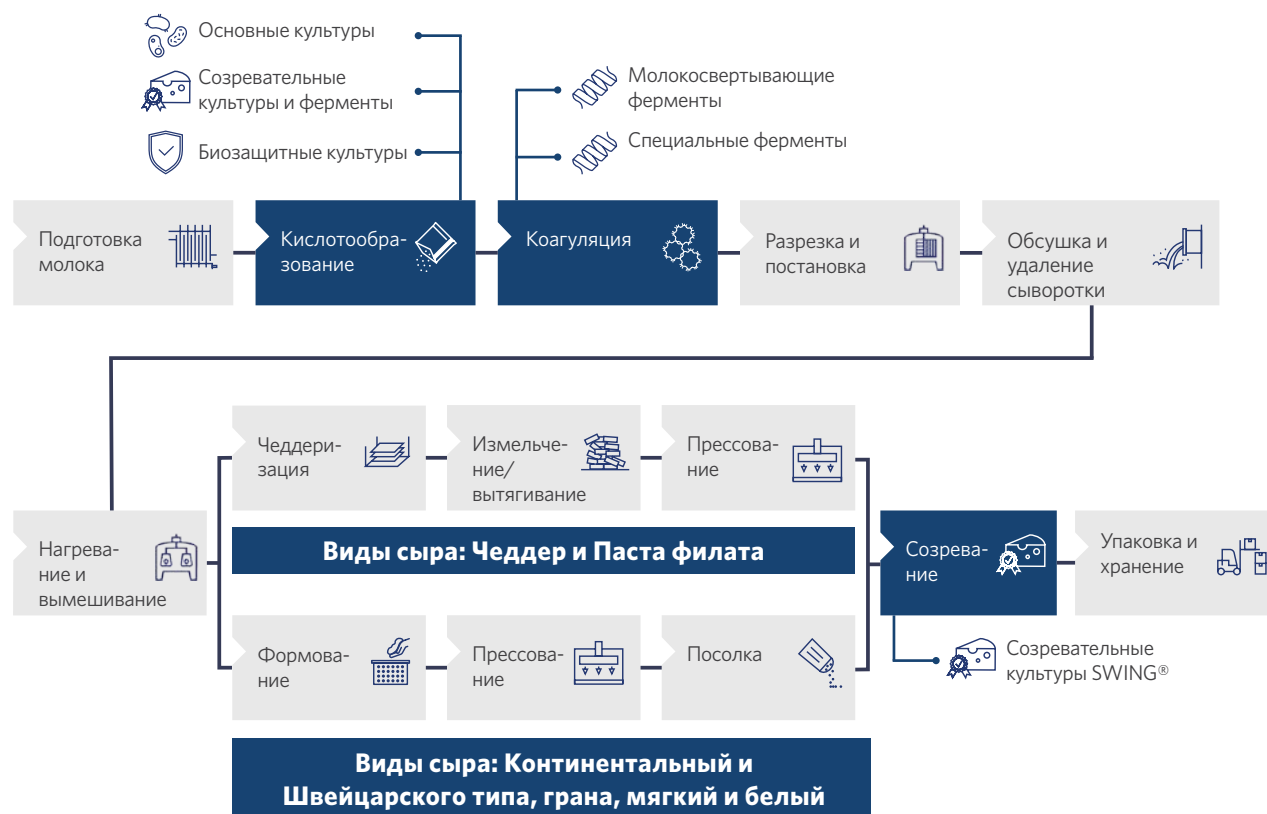 Основные культуры
Созревательные
культуры и ферменты
Биозащитные культуры
Молокосвертывающие
ферменты
Специальные ферменты
Подготовка
молока
Кислотообра-
зование
Коагуляция
Разрезка и
постановка
Обсушка и
удаление
сыворотки
Чеддери-
зация
Измельче-
ние/
вытягивание
Прессова-
ние
Виды сыра: Чеддер и Паста филата
Нагрева-
ние и
вымешивание
Созрева-
ние
Упаковка и
хранение
Формова-
ние
Прессова-
ние
Посолка
Созревательные
культуры SWING®
Виды сыра: Континентальный и
Швейцарского типа, грана, мягкий и белый